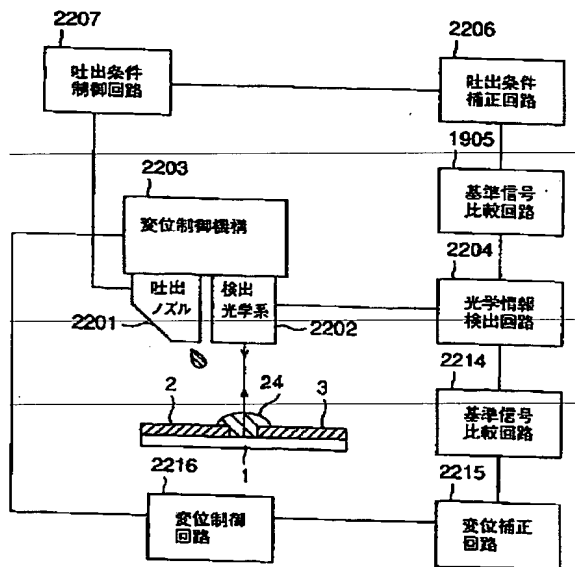 2207
吐出条件
制御回路
2206
吐出条件
補正回路
1905
基準信号
比較回路
2203
変位制御機構
吐出
ノズル
2201
検出
光学系
2202
2204
光学情報
検出回路
2214
基準信号
比較回路
2
24
3
1
2216
変位制御
回路
2215
変位補正
回路